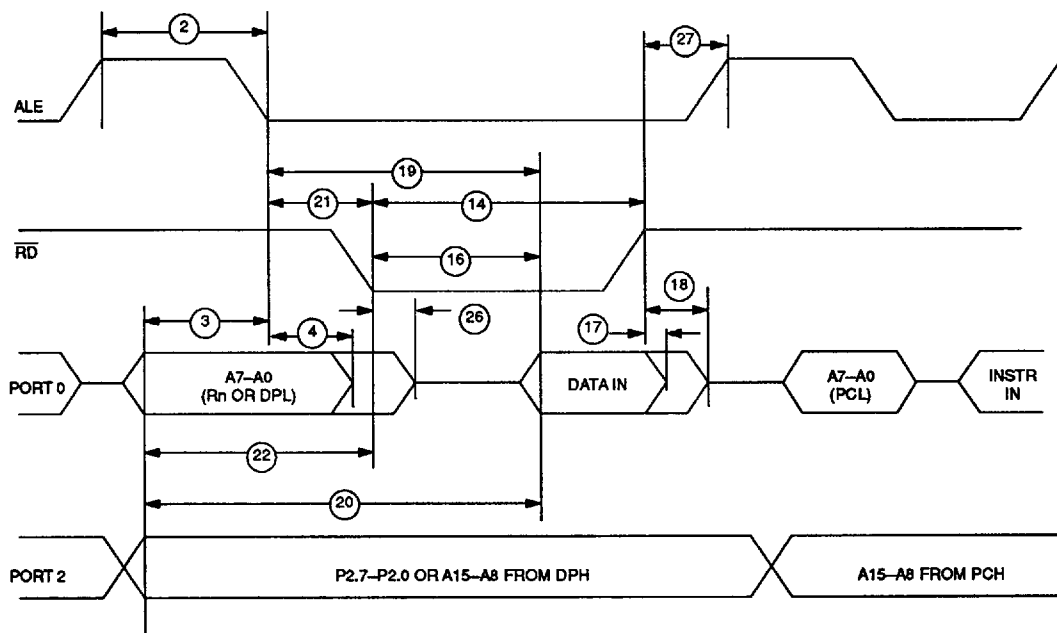 2
27
ALE
19
21
14
RD
16
18
3
4
26
17
PORT 0
A7–A0
(Rn OR DPL)
DATA IN
A7–A0
(PCL)
INSTR
IN
22
20
PORT 2
P2.7–P2.0 OR A15–A8 FROM DPH
A15–A8 FROM PCH